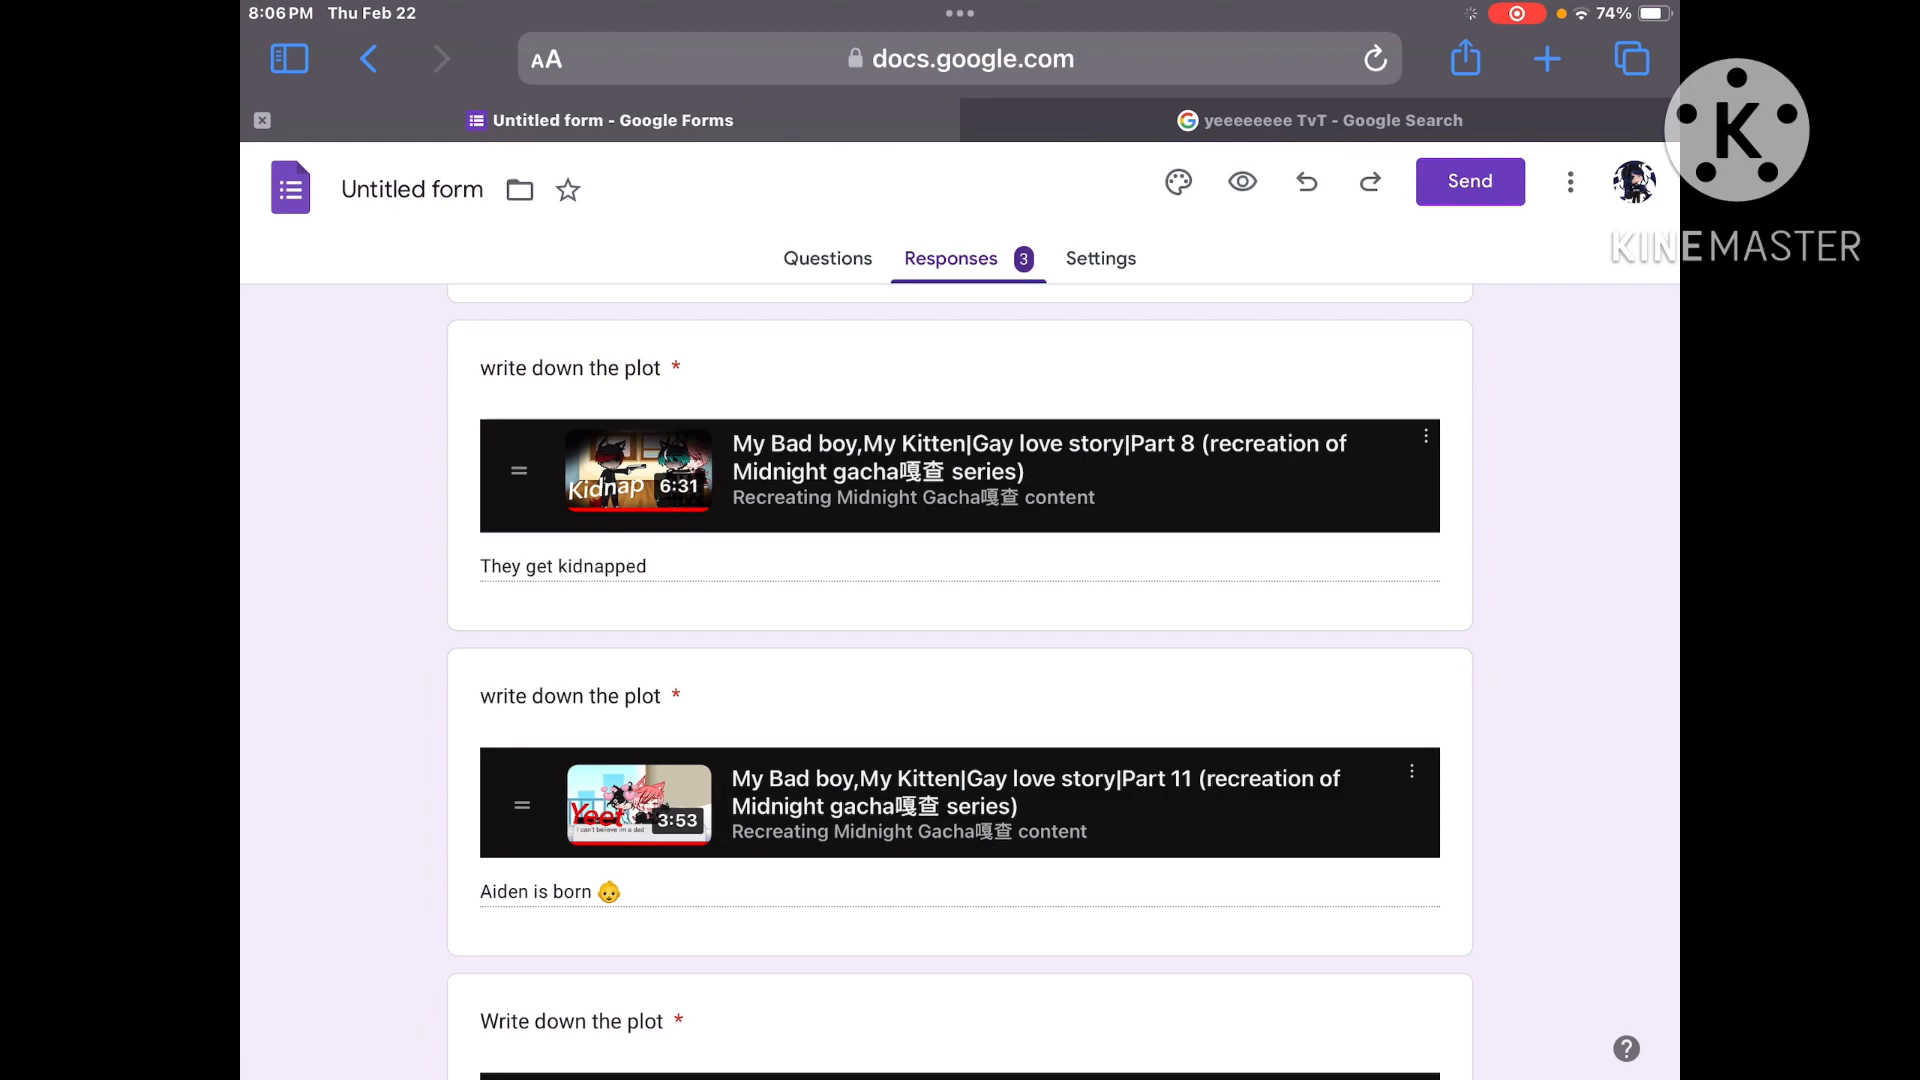 8:06 PM Thu Feb 22
74%
AA
docs.google.com
Untitled form - Google Forms
yeeeeeeee TvT - Google Search
K
KINEMASTER
Untitled form
Send
Questions
Responses 3
Settings
write down the plot *
Kidnap 6:31
My Bad boy,My Kitten|Gay love story|Part 8 (recreation of
Midnight gacha嘎查 series)
Recreating Midnight Gacha嘎查 content
They get kidnapped
write down the plot *
Yeet 3:53
I can't believe im a dad
My Bad boy,My Kitten|Gay love story|Part 11 (recreation of
Midnight gacha嘎查 series)
Recreating Midnight Gacha嘎查 content
Aiden is born 👶
Write down the plot *